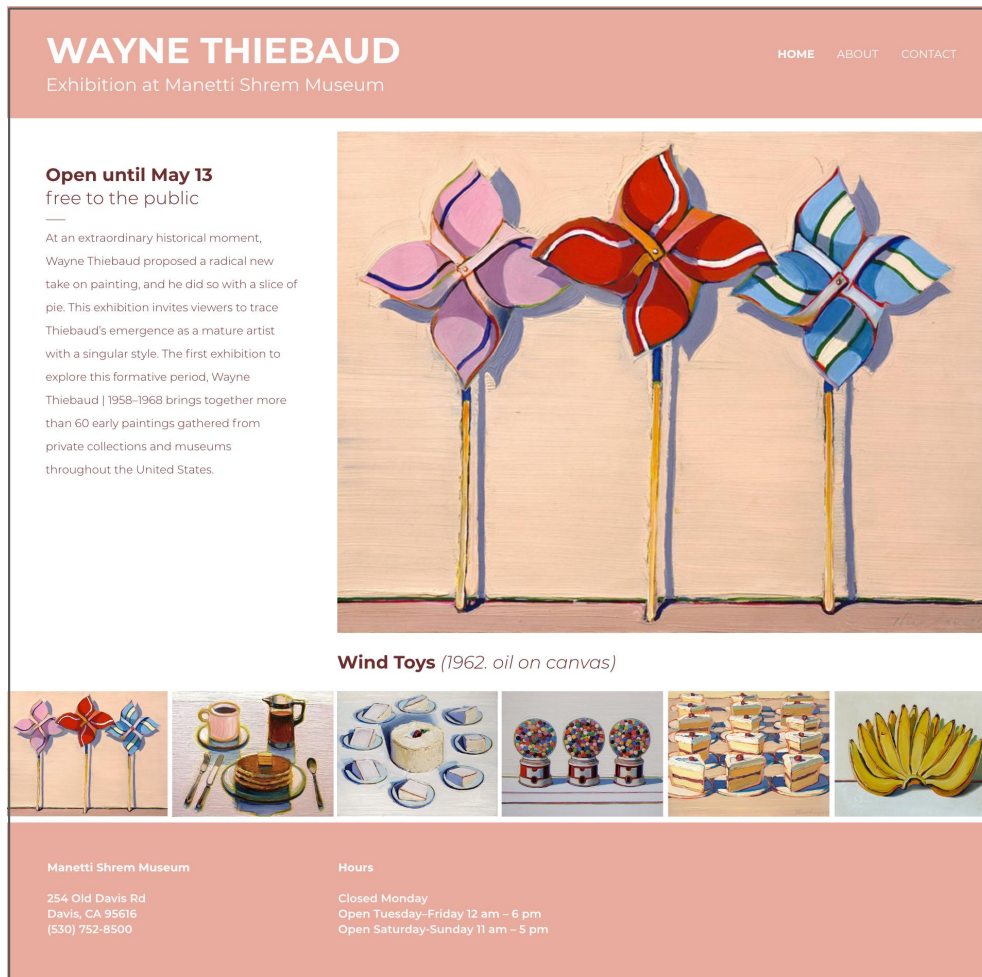 WAYNE THIEBAUD
Exhibition at Manetti Shrem Museum
HOME ABOUT CONTACT
Open until May 13
free to the public
At an extraordinary historical moment,
Wayne Thiebaud proposed a radical new
take on painting, and he did so with a slice of
pie. This exhibition invites viewers to trace
Thiebaud's emergence as a mature artist
with a singular style. The first exhibition to
explore this formative period, Wayne
Thiebaud | 1958–1968 brings together more
than 60 early paintings gathered from
private collections and museums
throughout the United States.
Wind Toys (1962. oil on canvas)
Manetti Shrem Museum
254 Old Davis Rd
Davis, CA 95616
(530) 752-8500
Hours
Closed Monday
Open Tuesday–Friday 12 am – 6 pm
Open Saturday-Sunday 11 am – 5 pm